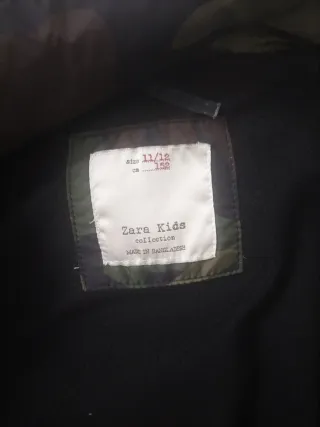 size 11/12
cm 152
Zara Kids
collection
MADE IN BANGLADESH